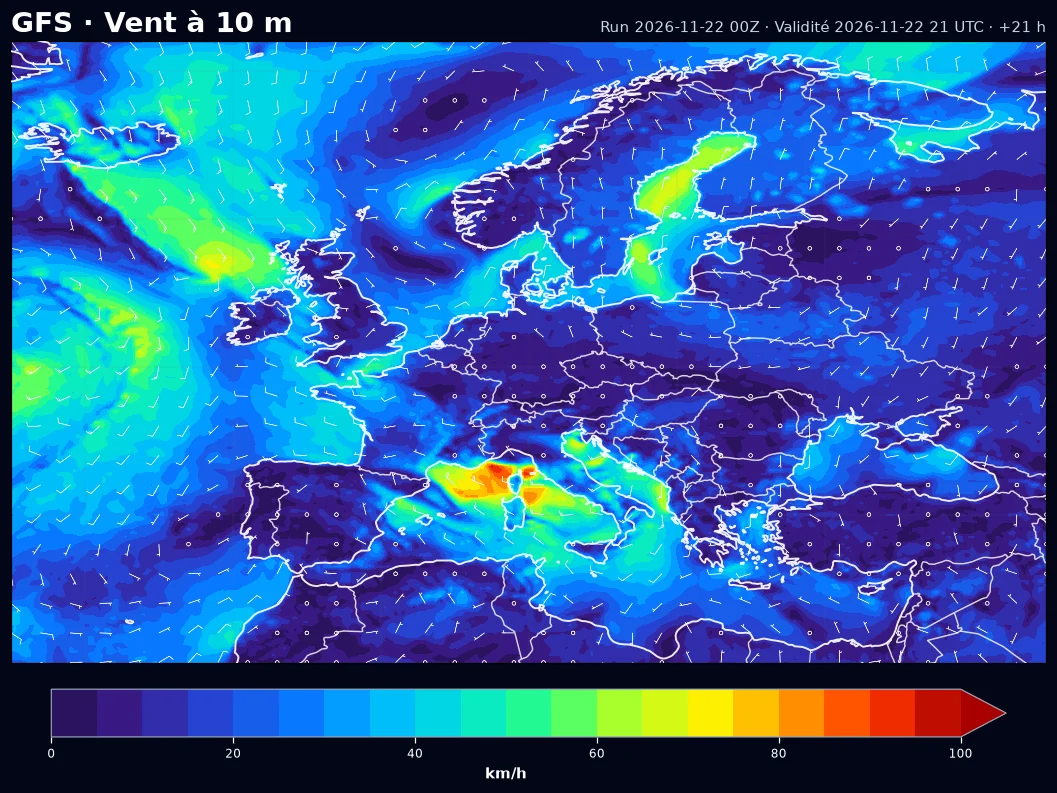 GFS · Vent à 10 m
Run 2026-11-22 00Z · Validité 2026-11-22 21 UTC · +21 h
0 20 40 60 80 100
km/h